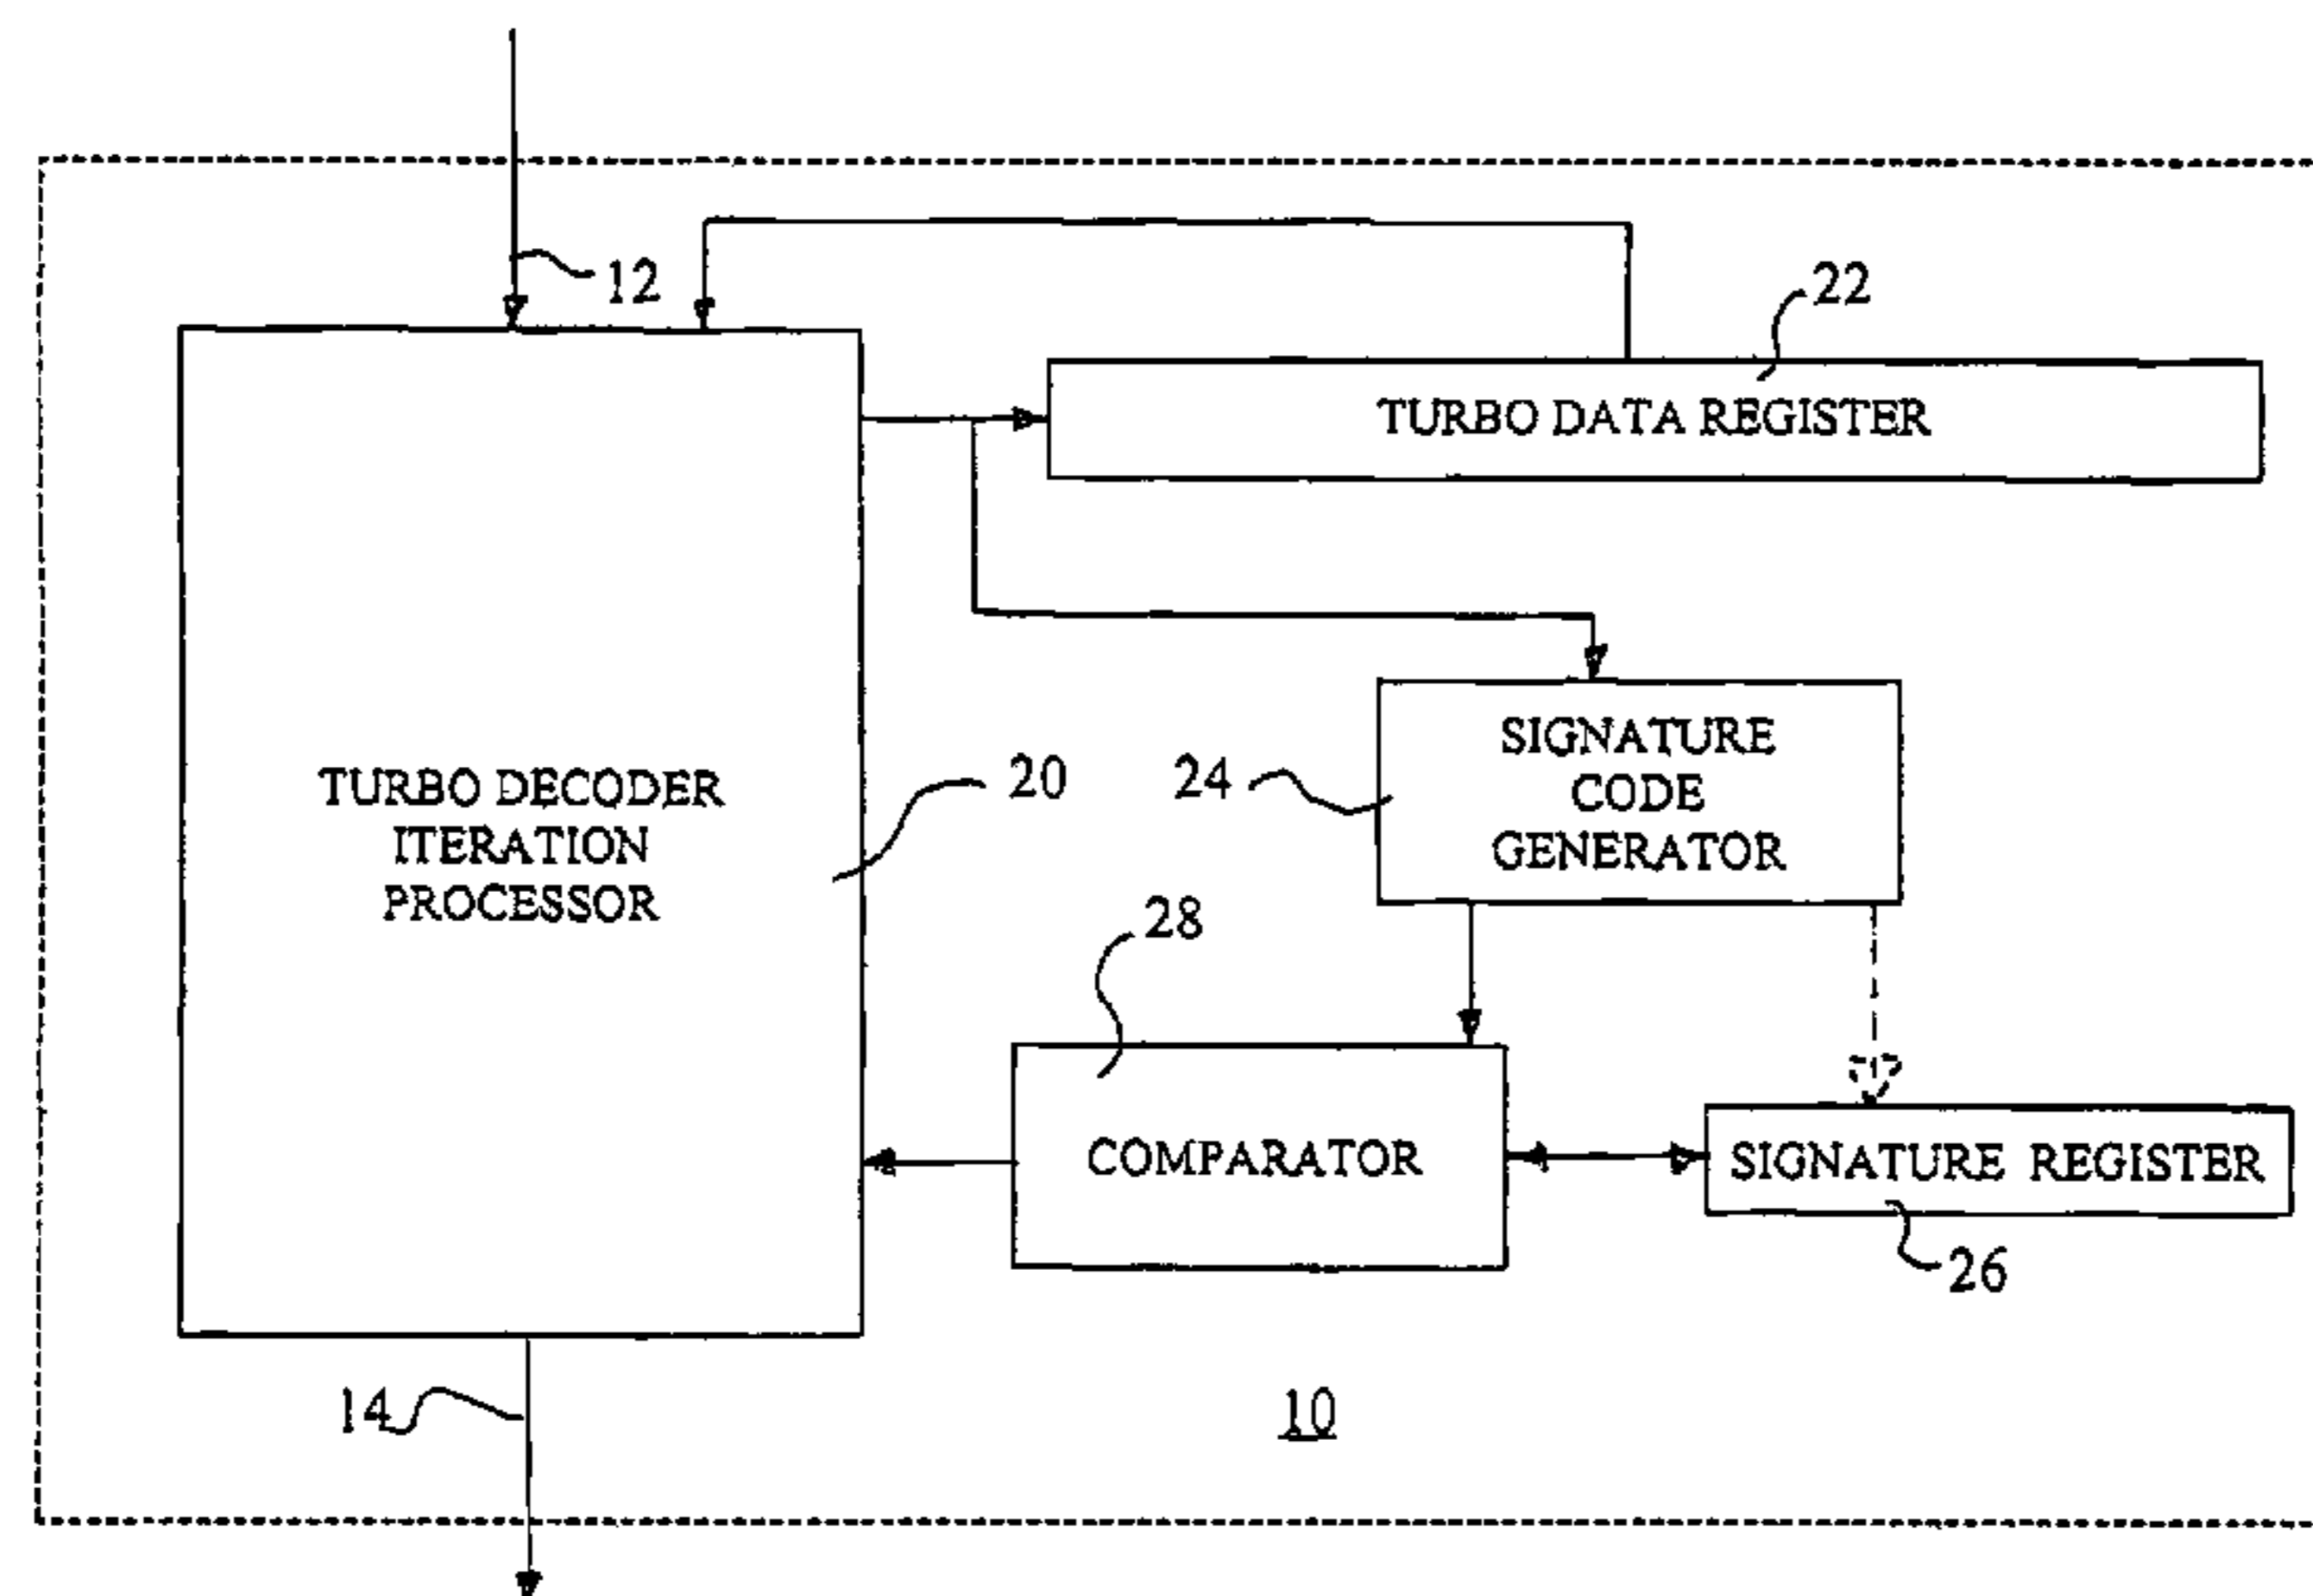 12
22
TURBO DATA REGISTER
TURBO DECODER
ITERATION
PROCESSOR
20
24
SIGNATURE
CODE
GENERATOR
28
COMPARATOR
SIGNATURE REGISTER
26
14
10